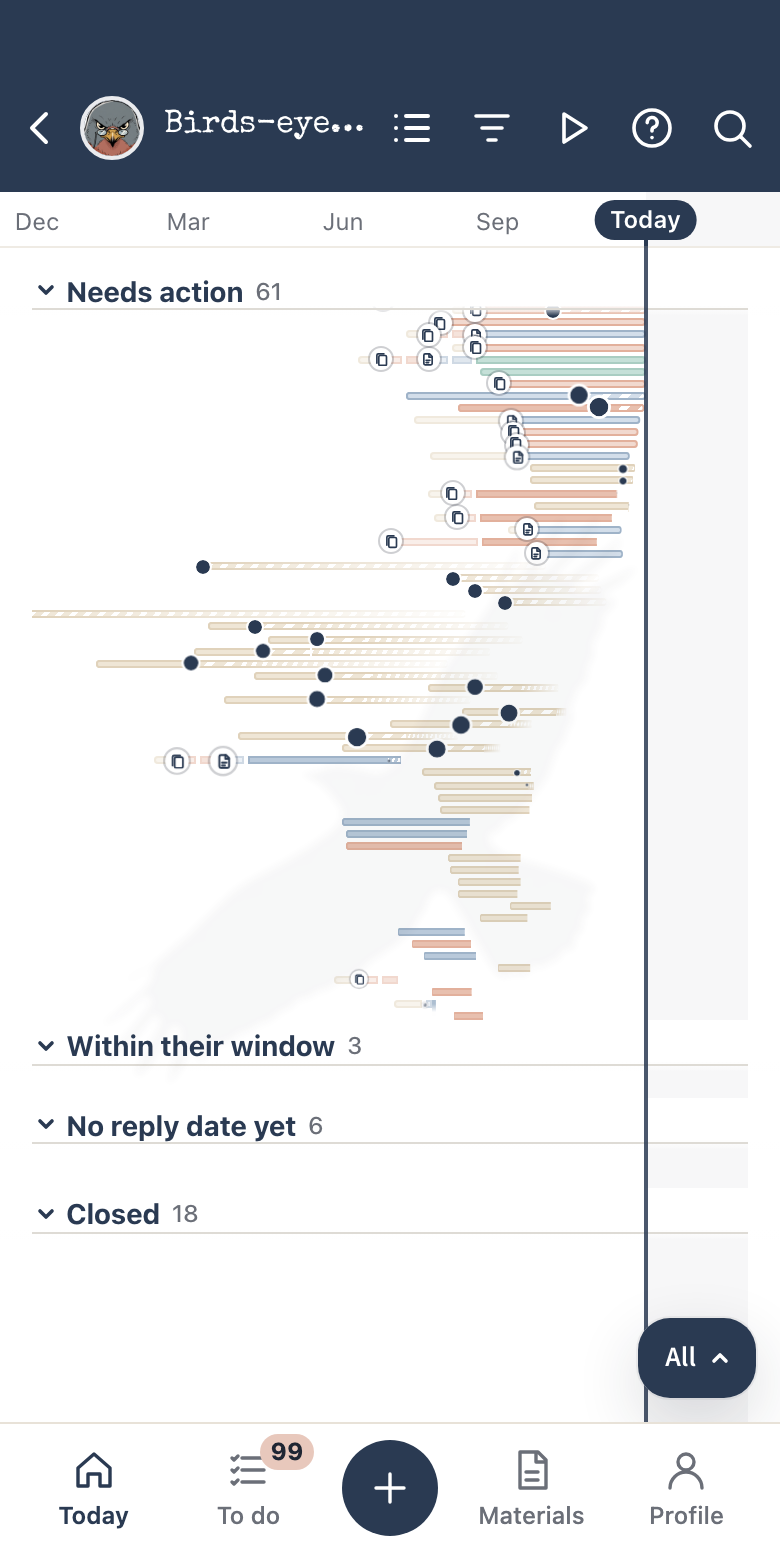 Birds-eye...
Dec Mar Jun Sep Today
Needs action 61
Within their window 3
No reply date yet 6
Closed 18
All
99
Today To do Materials Profile